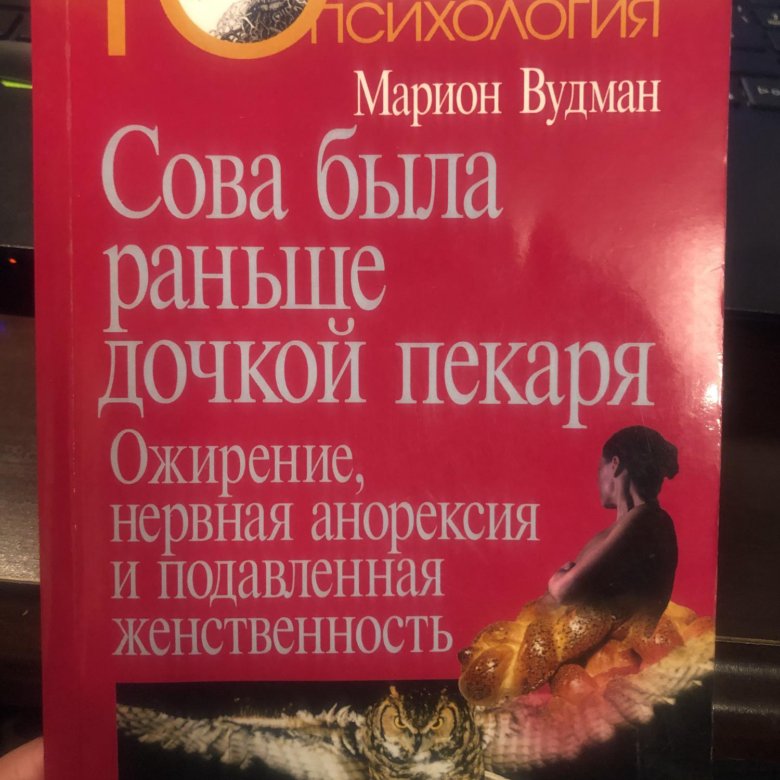 ПСИХОЛОГИЯ
Марион Вудман
Сова была
раньше
дочкой пекаря
Ожирение,
нервная анорексия
и подавленная
женственность